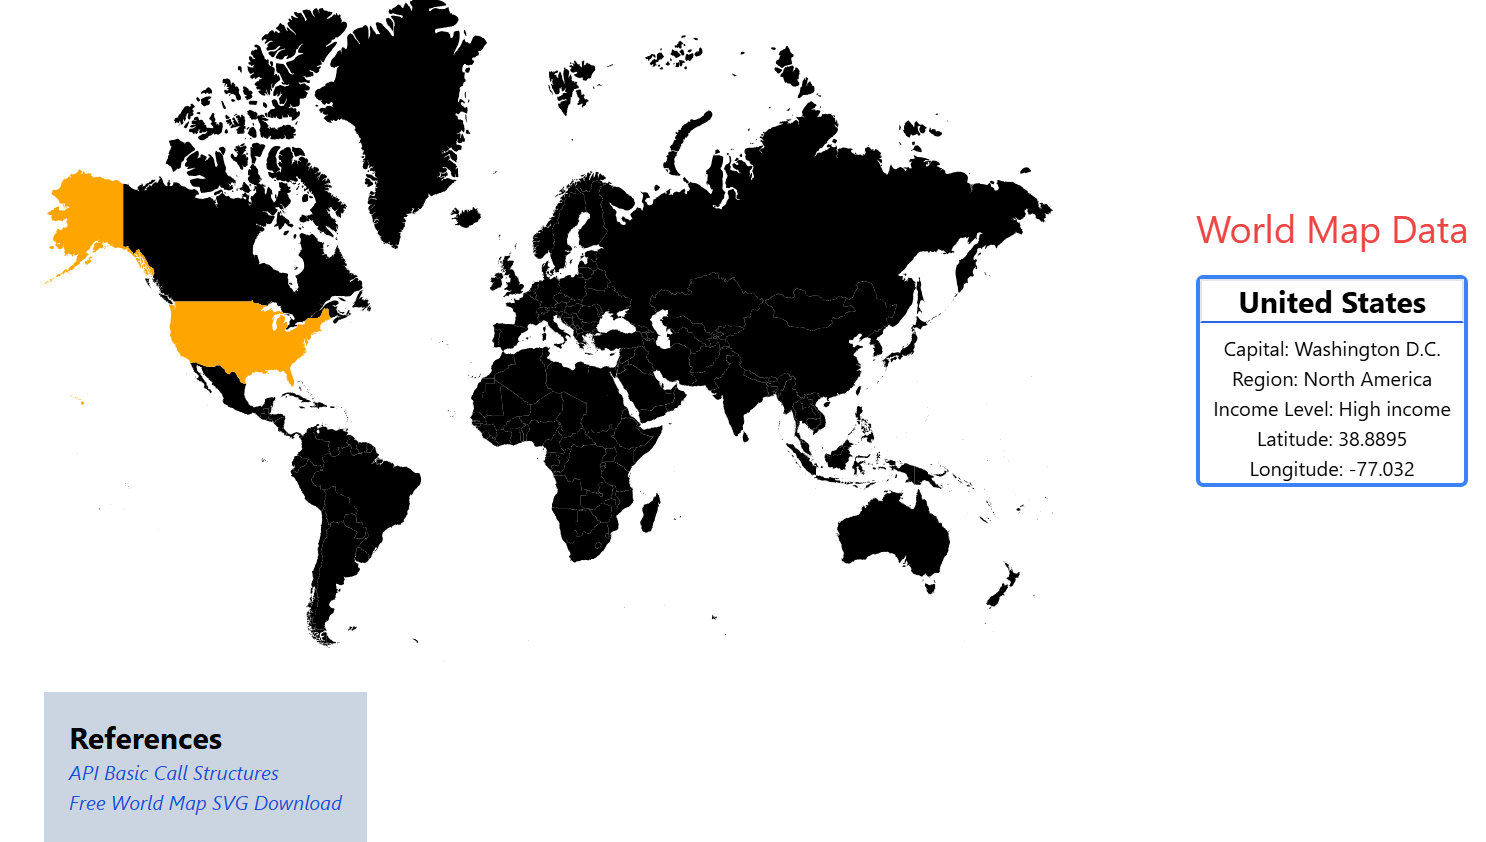 World Map Data
United States
Capital: Washington D.C.
Region: North America
Income Level: High income
Latitude: 38.8895
Longitude: -77.032
References
API Basic Call Structures
Free World Map SVG Download